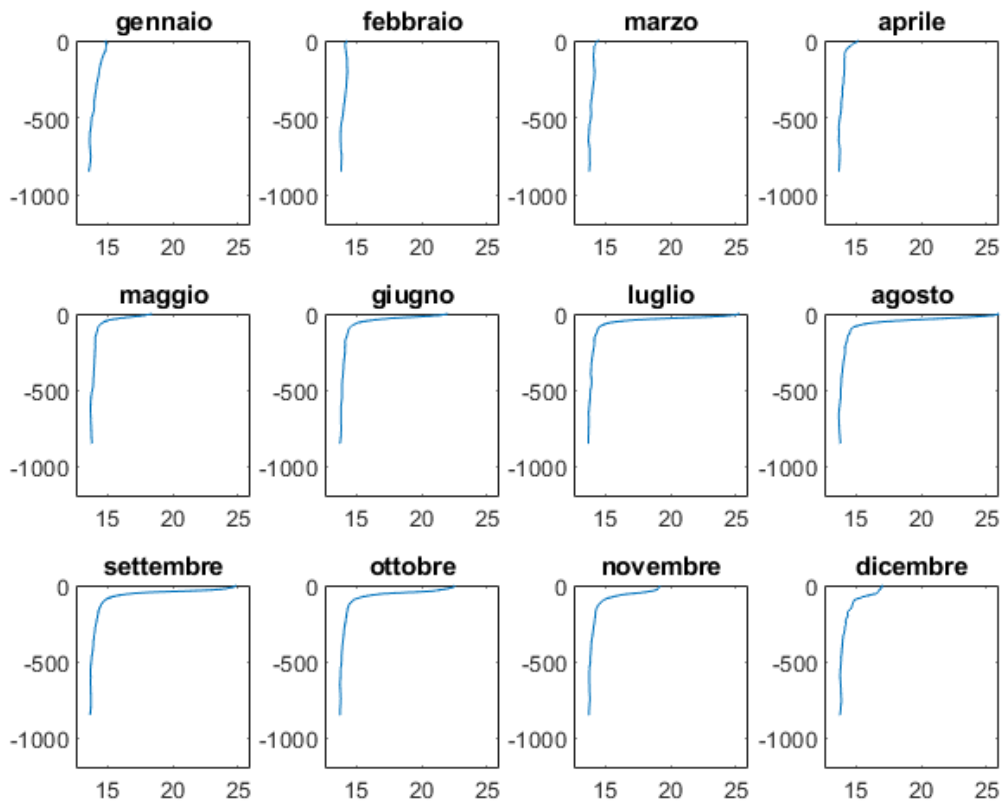 gennaio febbraio marzo aprile
0 0 0 0
-500 -500 -500 -500
-1000 -1000 -1000 -1000
15 20 25 15 20 25 15 20 25 15 20 25
maggio giugno luglio agosto
0 0 0 0
-500 -500 -500 -500
-1000 -1000 -1000 -1000
15 20 25 15 20 25 15 20 25 15 20 25
settembre ottobre novembre dicembre
0 0 0 0
-500 -500 -500 -500
-1000 -1000 -1000 -1000
15 20 25 15 20 25 15 20 25 15 20 25